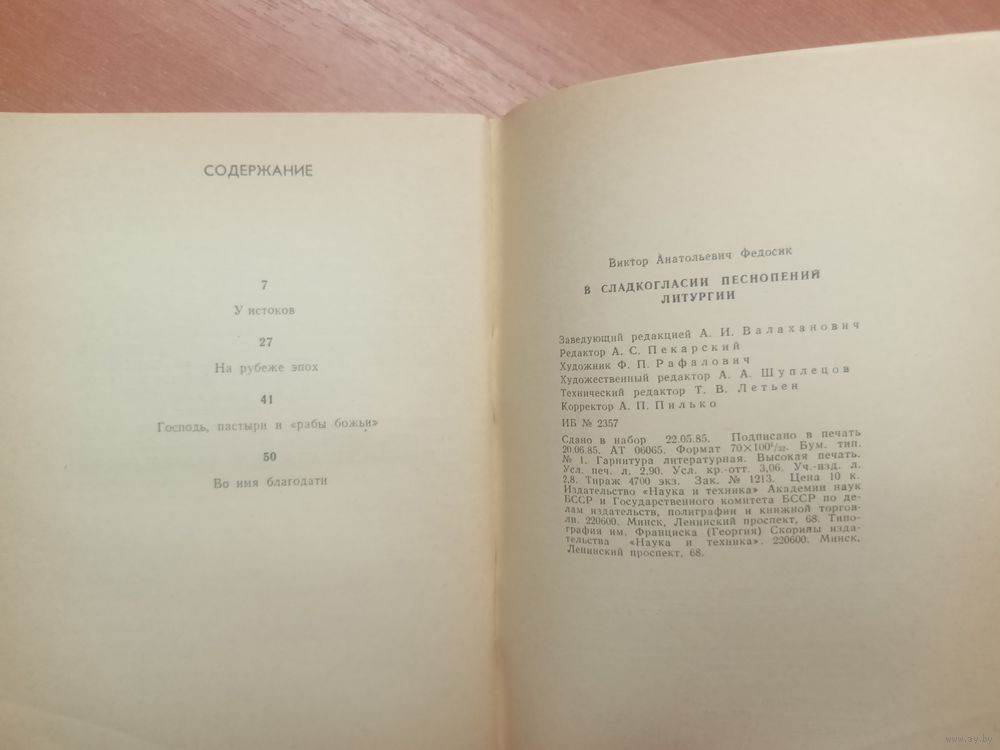 СОДЕРЖАНИЕ
7
У истоков
27
На рубеже эпох
41
Господь, пастыри и «рабы божьи»
50
Во имя благодати
Виктор Анатольевич Федосик
В СЛАДКОГЛАСИИ ПЕСНОПЕНИЙ
ЛИТУРГИИ
Заведующий редакцией А. И. Валаханович
Редактор А. С. Пекарский
Художник Ф. П. Рафалович
Художественный редактор А. А. Шуплецов
Технический редактор Т. В. Летьен
Корректор А. П. Пилько
ИБ № 2357
Сдано в набор 22.05.85. Подписано в печать
20.06.85. АТ 06065. Формат 70×100¹/₃₂. Бум. тип.
№ 1. Гарнитура литературная. Высокая печать.
Усл. печ. л. 2,90. Усл. кр.-отт. 3,06. Уч.-изд. л.
2,8. Тираж 4700 экз. Зак. № 1213. Цена 10 к.
Издательство «Наука и техника» Академии наук
БССР и Государственного комитета БССР по де-
лам издательств, полиграфии и книжной торгов-
ли. 220600. Минск, Ленинский проспект, 68. Типо-
графия им. Франциска (Георгия) Скорины изда-
тельства «Наука и техника». 220600. Минск,
Ленинский проспект, 68.
www.ay.by